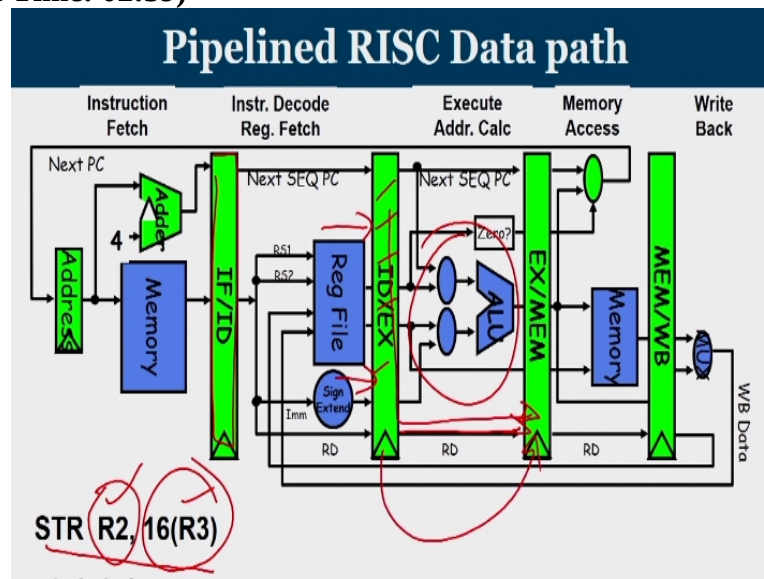 Pipelined RISC Data path
Instruction Fetch
Instr. Decode Reg. Fetch
Execute Addr. Calc
Memory Access
Write Back
Next PC
Next SEQ PC
Next SEQ PC
Adder
4
Address
Memory
IF/ID
RS1
RS2
Reg File
ID/EX
Zero?
ALU
EX/MEM
Memory
MEM/WB
MUX
Sign Extend
Imm
RD
RD
RD
WB Data
STR R2, 16(R3)